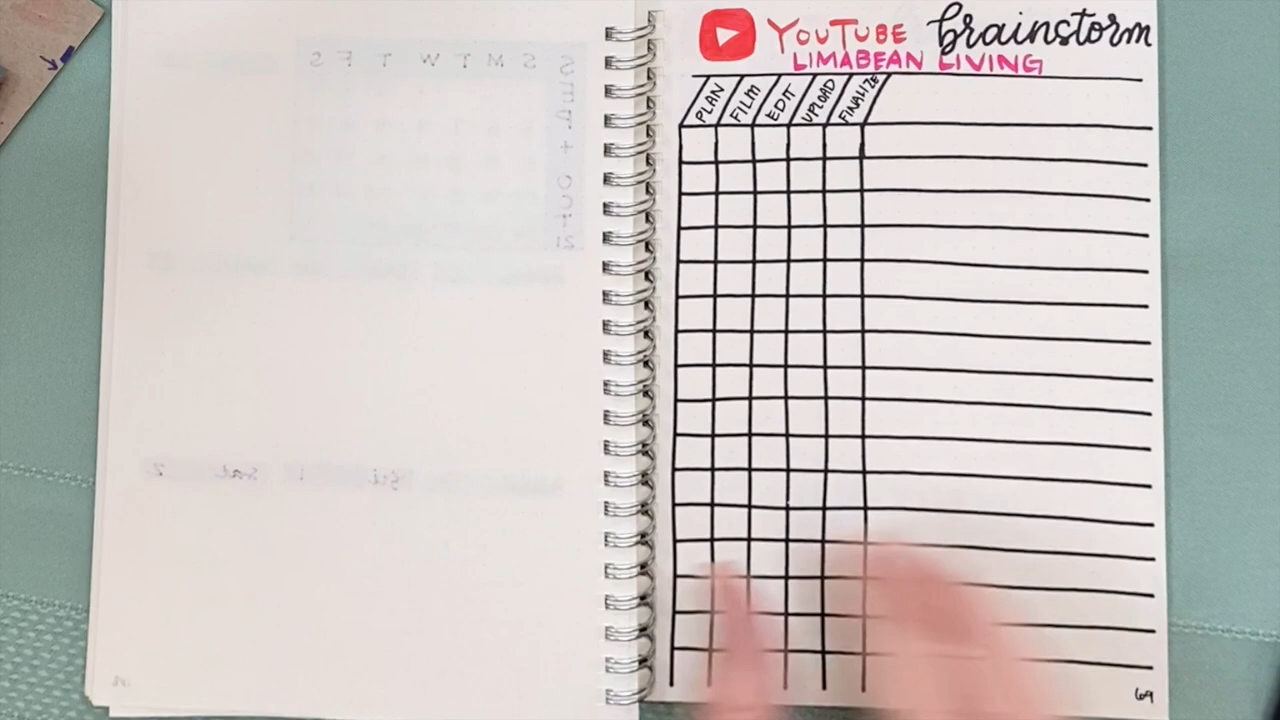 YOUTUBE brainstorm
LIMABEAN LIVING
PLAN FILM EDIT UPLOAD FINALIZE
69